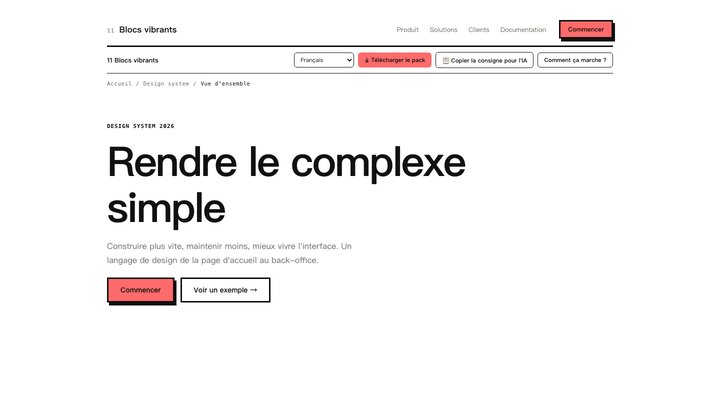 11 Blocs vibrants
Produit Solutions Clients Documentation Commencer
11 Blocs vibrants
Français
⤓ Télécharger le pack
📋 Copier la consigne pour l'IA
Comment ça marche ?
Accueil / Design system / Vue d'ensemble
DESIGN SYSTEM 2026
Rendre le complexe
simple
Construire plus vite, maintenir moins, mieux vivre l'interface. Un
langage de design de la page d'accueil au back-office.
Commencer
Voir un exemple →